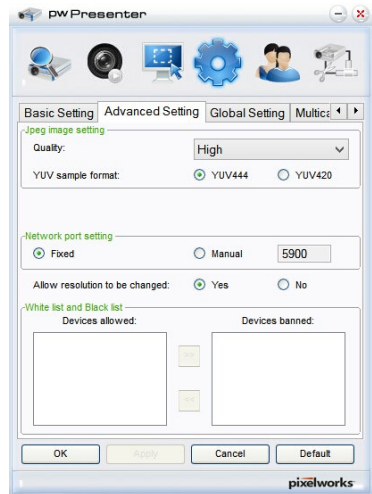 pwPresenter
Basic Setting Advanced Setting Global Setting Multica
Jpeg image setting
Quality: High
YUV sample format: YUV444 YUV420
Network port setting
Fixed Manual 5900
Allow resolution to be changed: Yes No
White list and Black list
Devices allowed: Devices banned:
>>
<<
OK Apply Cancel Default
pixelworks